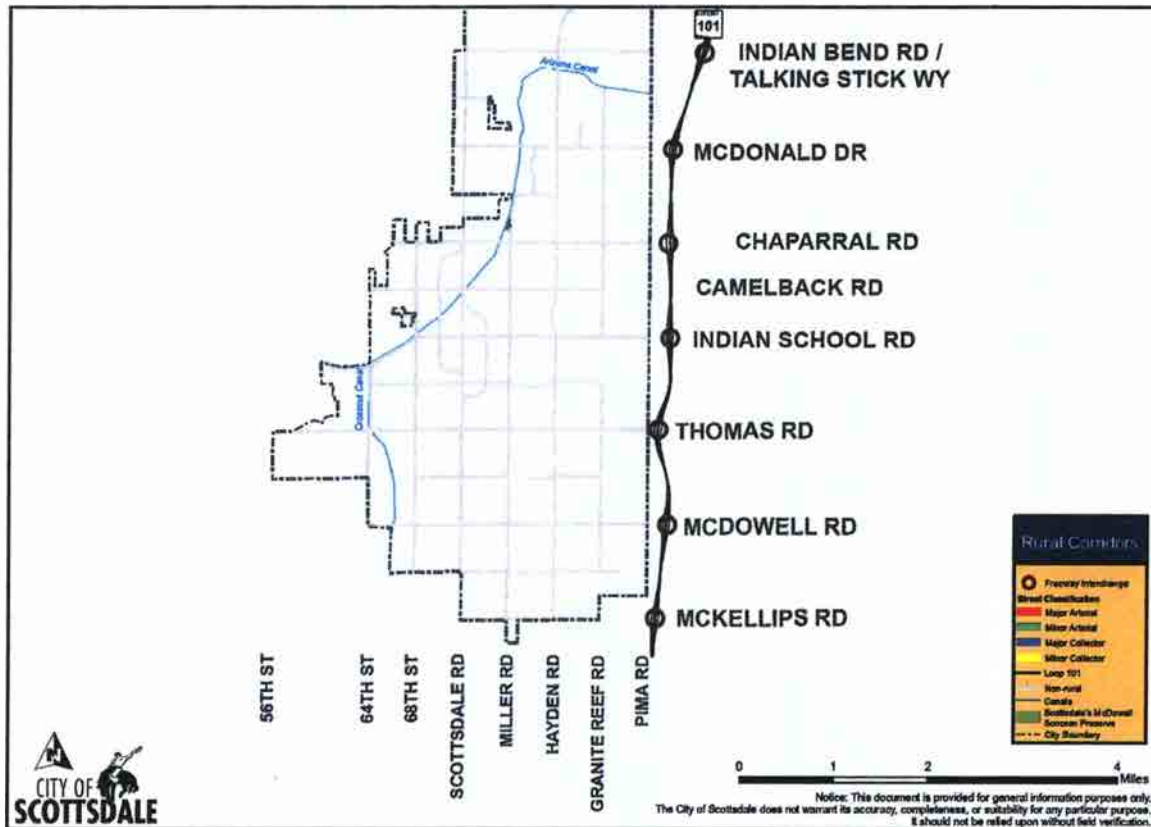 101
INDIAN BEND RD /
TALKING STICK WY
Arizona Canal
MCDONALD DR
CHAPARRAL RD
CAMELBACK RD
INDIAN SCHOOL RD
Crosscut Canal
THOMAS RD
MCDOWELL RD
MCKELLIPS RD
56TH ST
64TH ST
68TH ST
SCOTTSDALE RD
MILLER RD
HAYDEN RD
GRANITE REEF RD
PIMA RD
Rural Corridors
Freeway Interchange
Street Classification
Major Arterial
Minor Arterial
Major Collector
Minor Collector
Loop 101
Non-rural
Canals
Scottsdale's McDowell
Sonoran Preserve
City Boundary
N
CITY OF
SCOTTSDALE
0 1 2 4
Miles
Notice: This document is provided for general information purposes only.
The City of Scottsdale does not warrant its accuracy, completeness, or suitability for any particular purpose.
It should not be relied upon without field verification.